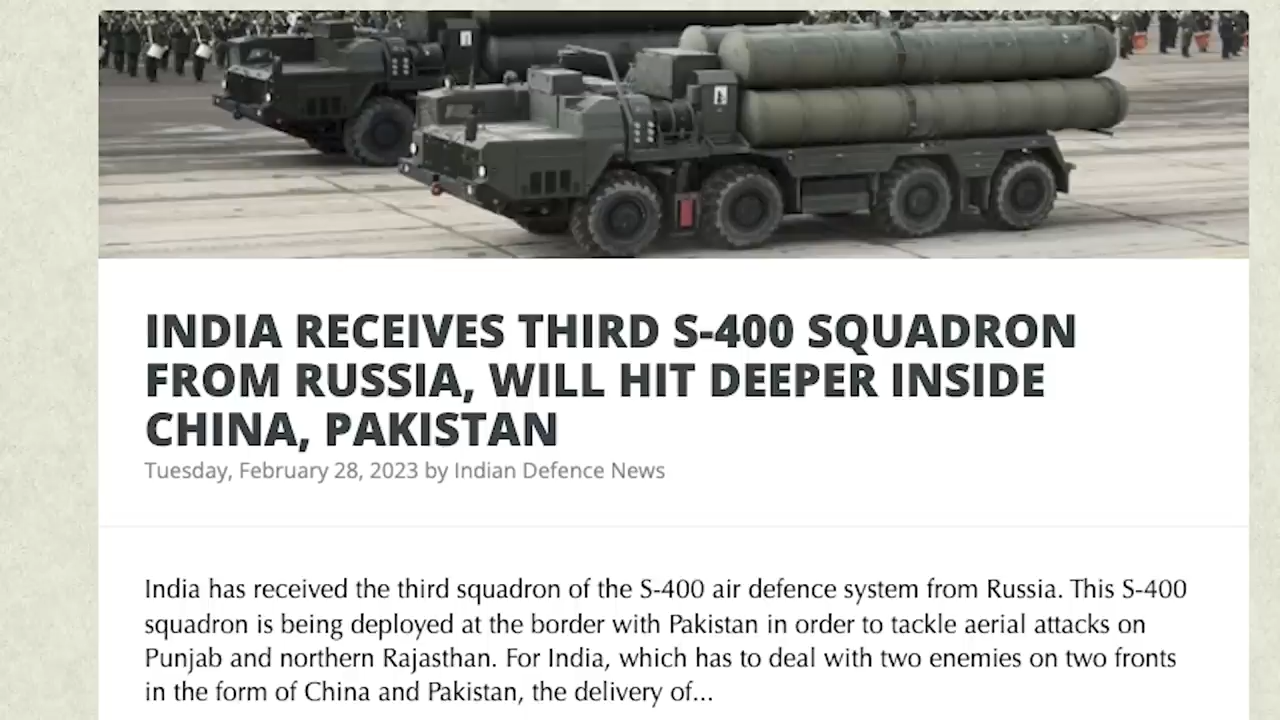 INDIA RECEIVES THIRD S-400 SQUADRON
FROM RUSSIA, WILL HIT DEEPER INSIDE
CHINA, PAKISTAN
Tuesday, February 28, 2023 by Indian Defence News
India has received the third squadron of the S-400 air defence system from Russia. This S-400
squadron is being deployed at the border with Pakistan in order to tackle aerial attacks on
Punjab and northern Rajasthan. For India, which has to deal with two enemies on two fronts
in the form of China and Pakistan, the delivery of...